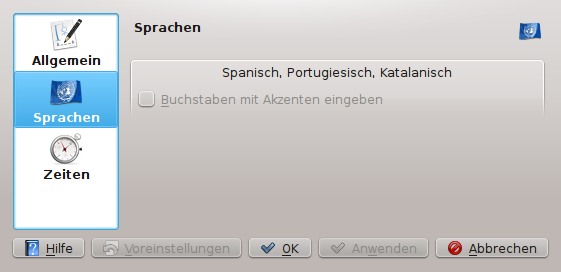 Allgemein
Sprachen
Zeiten
Sprachen
Spanisch, Portugiesisch, Katalanisch
Buchstaben mit Akzenten eingeben
Hilfe
Voreinstellungen
OK
Anwenden
Abbrechen